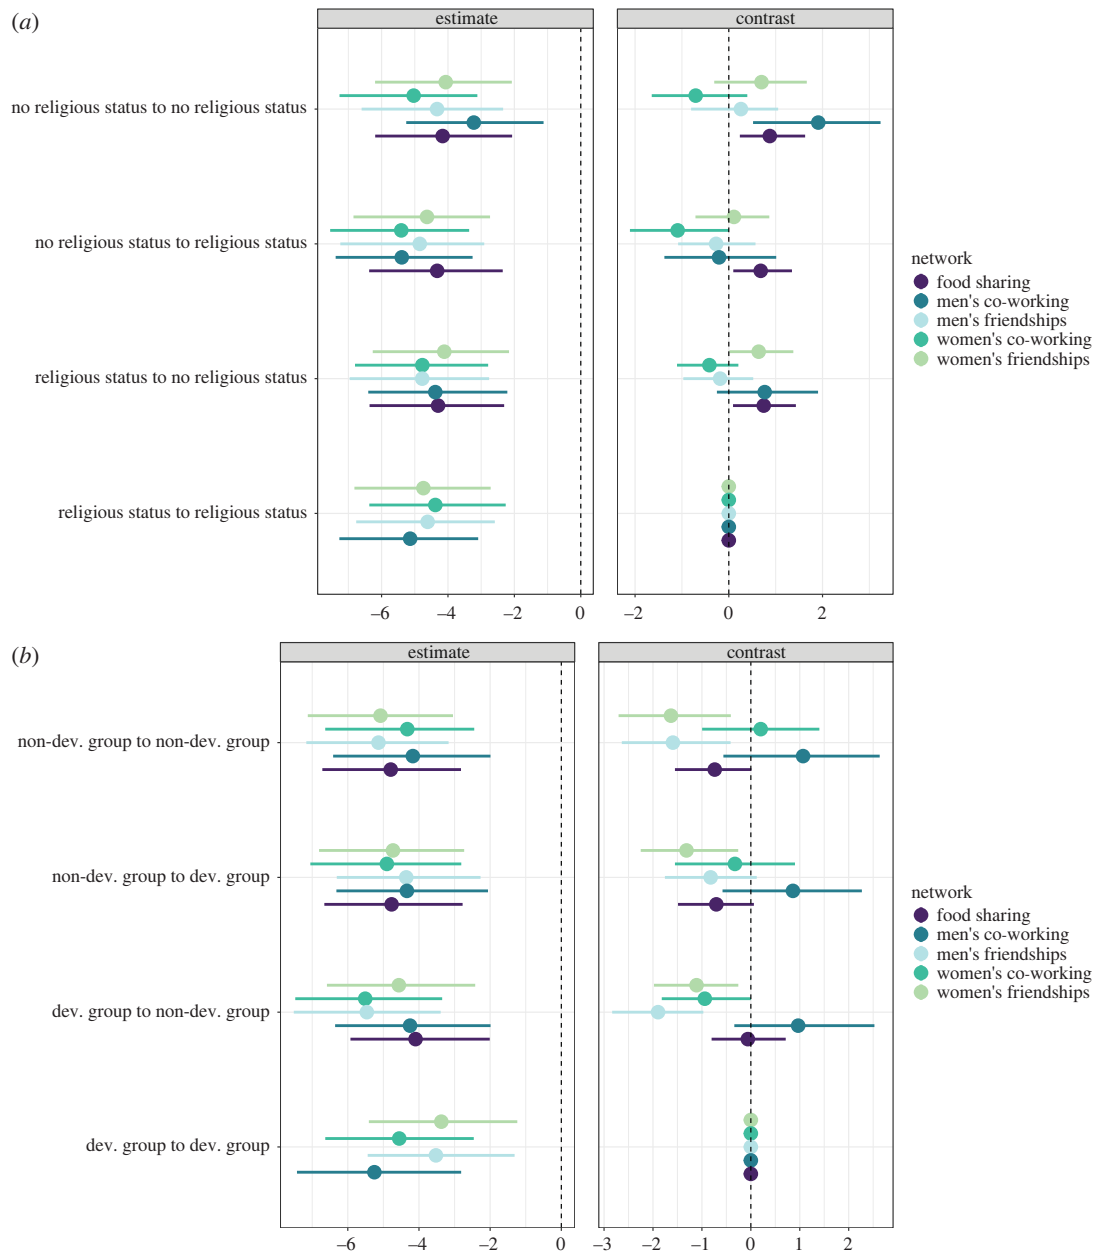 (a)
estimate
contrast
no religious status to no religious status
no religious status to religious status
religious status to no religious status
religious status to religious status
−6 −4 −2 0
−2 0 2
network
food sharing
men's co-working
men's friendships
women's co-working
women's friendships
(b)
estimate
contrast
non-dev. group to non-dev. group
non-dev. group to dev. group
dev. group to non-dev. group
dev. group to dev. group
−6 −4 −2 0
−3 −2 −1 0 1 2
network
food sharing
men's co-working
men's friendships
women's co-working
women's friendships